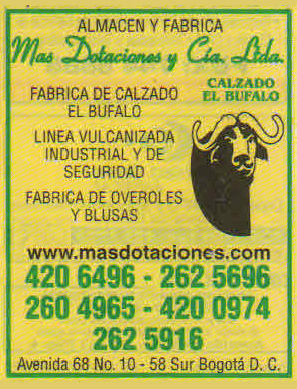 ALMACEN Y FABRICA
Mas Dotaciones y Cía. Ltda.
FABRICA DE CALZADO
EL BUFALO
CALZADO
EL BUFALO
LINEA VULCANIZADA
INDUSTRIAL Y DE
SEGURIDAD
FABRICA DE OVEROLES
Y BLUSAS
www.masdotaciones.com
420 6496 - 262 5696
260 4965 - 420 0974
262 5916
Avenida 68 No. 10 - 58 Sur Bogotá D. C.